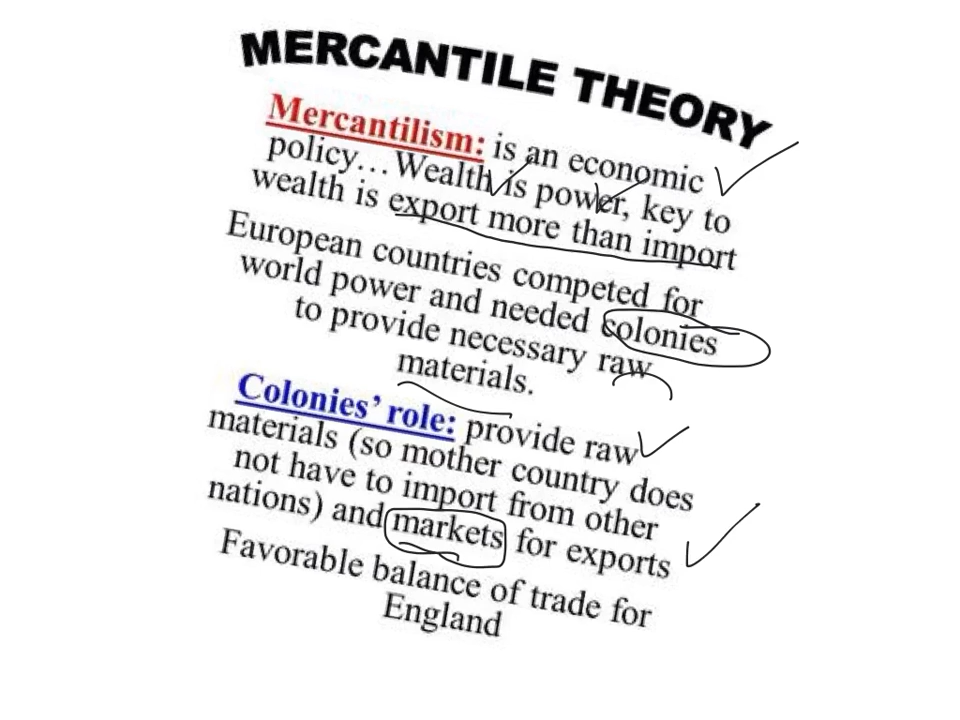 MERCANTILE THEORY
Mercantilism: is an economic
policy... Wealth is power, key to
wealth is export more than import
European countries competed for
world power and needed colonies
to provide necessary raw
materials.
Colonies' role: provide raw
materials (so mother country does
not have to import from other
nations) and markets for exports
Favorable balance of trade for
England